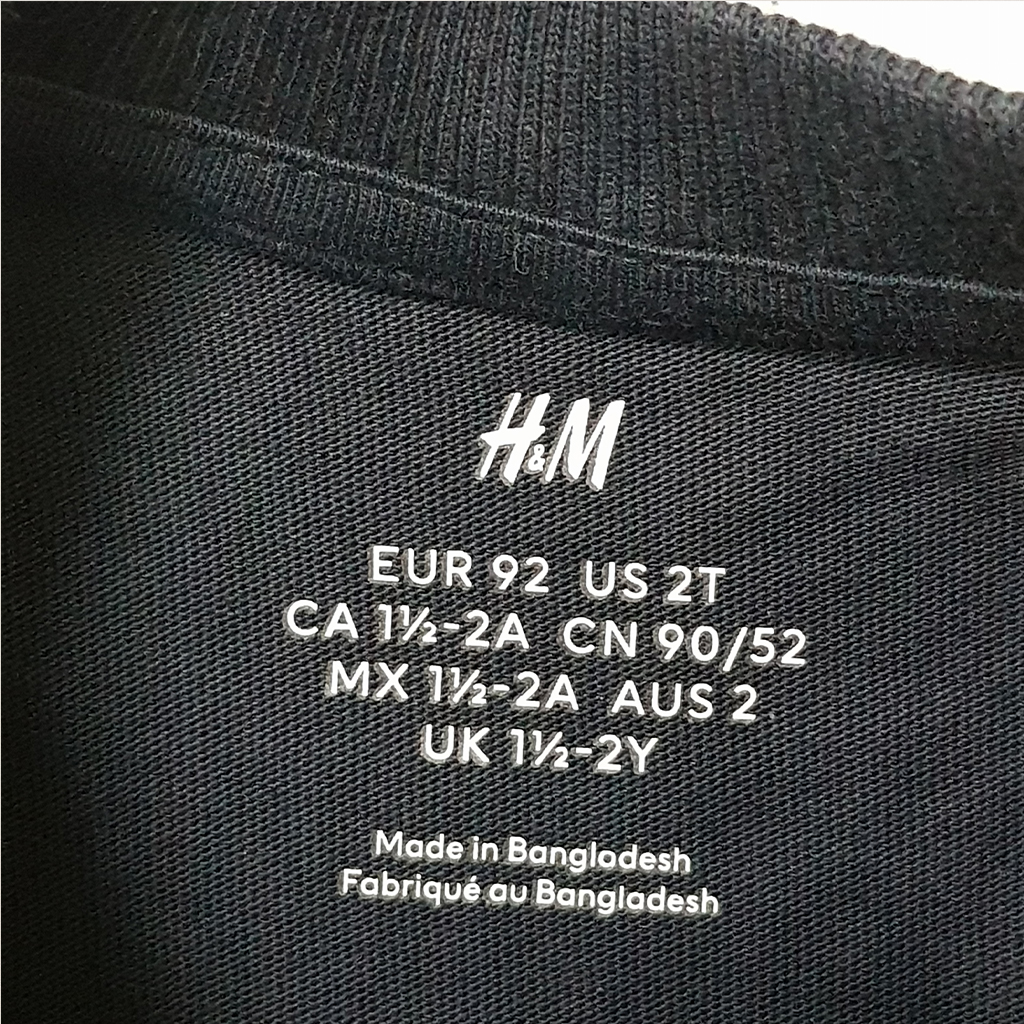 H&M
EUR 92 US 2T
CA 1½-2A CN 90/52
MX 1½-2A AUS 2
UK 1½-2Y
Made in Banglodesh
Fabriqué au Bangladesh